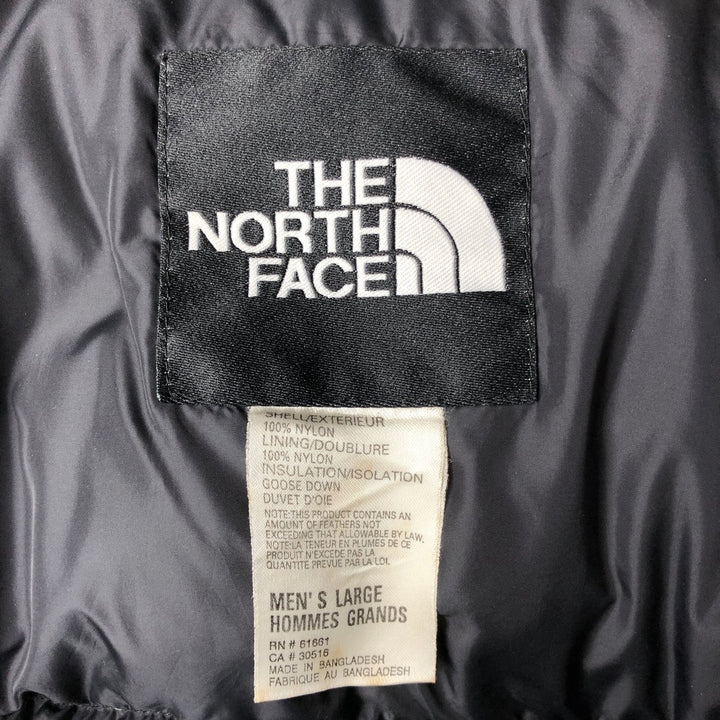 THE
NORTH
FACE
SHELL/EXTERIEUR
100% NYLON
LINING/DOUBLURE
100% NYLON
INSULATION/ISOLATION
GOOSE DOWN
DUVET D'OIE
NOTE:THIS PRODUCT CONTAINS AN
AMOUNT OF FEATHERS NOT
EXCEEDING THAT ALLOWABLE BY LAW.
NOTE:LA TENEUR EN PLUMES DE CE
PRODUIT N'EXCEDE PAS LA
QUANTITE PREVUE PAR LA LOI.
MEN'S LARGE
HOMMES GRANDS
RN # 61661
CA # 30516
MADE IN BANGLADESH
FABRIQUE AU BANGLADESH